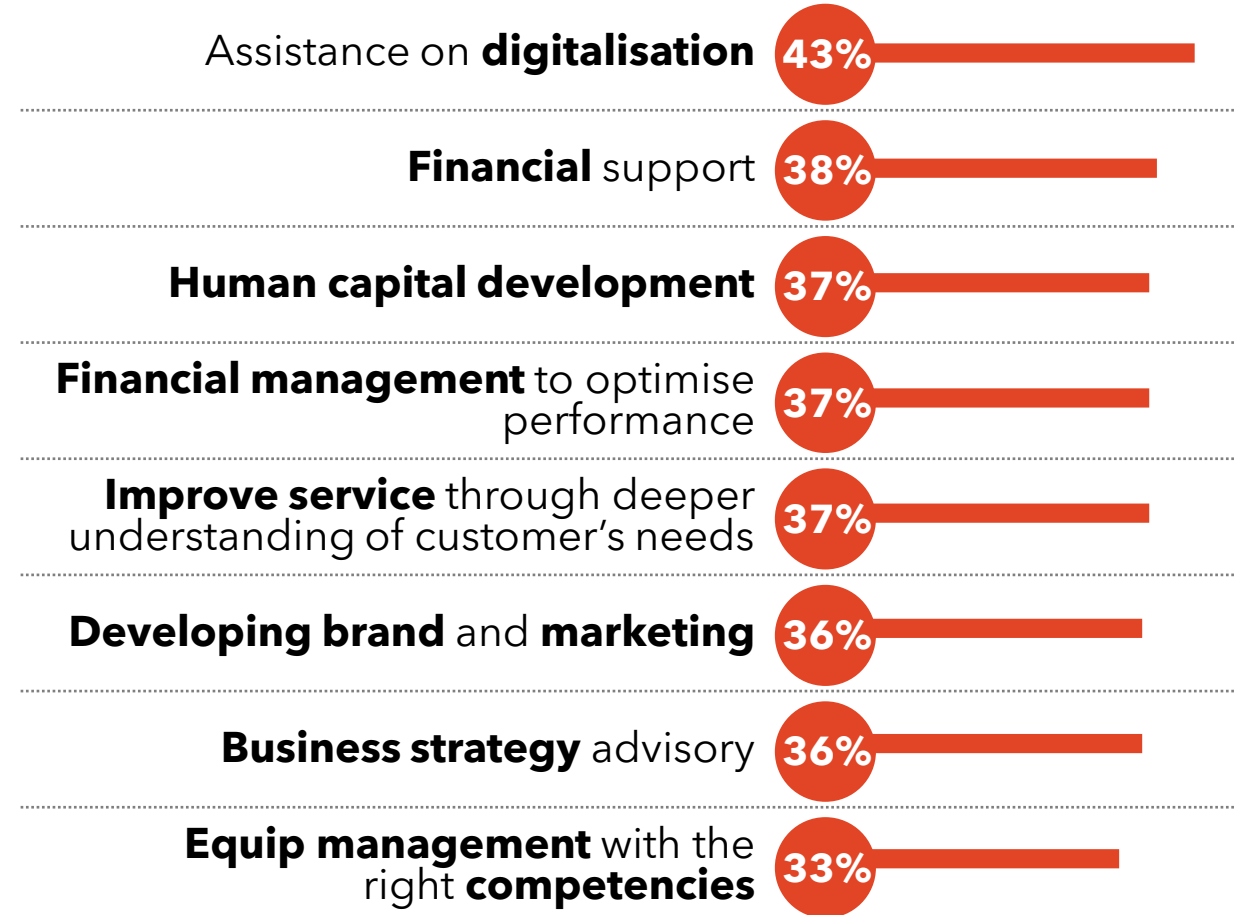 Assistance on digitalisation 43%
Financial support 38%
Human capital development 37%
Financial management to optimise
performance
37%
Improve service through deeper
understanding of customer’s needs
37%
Developing brand and marketing 36%
Business strategy advisory 36%
Equip management with the
right competencies
33%